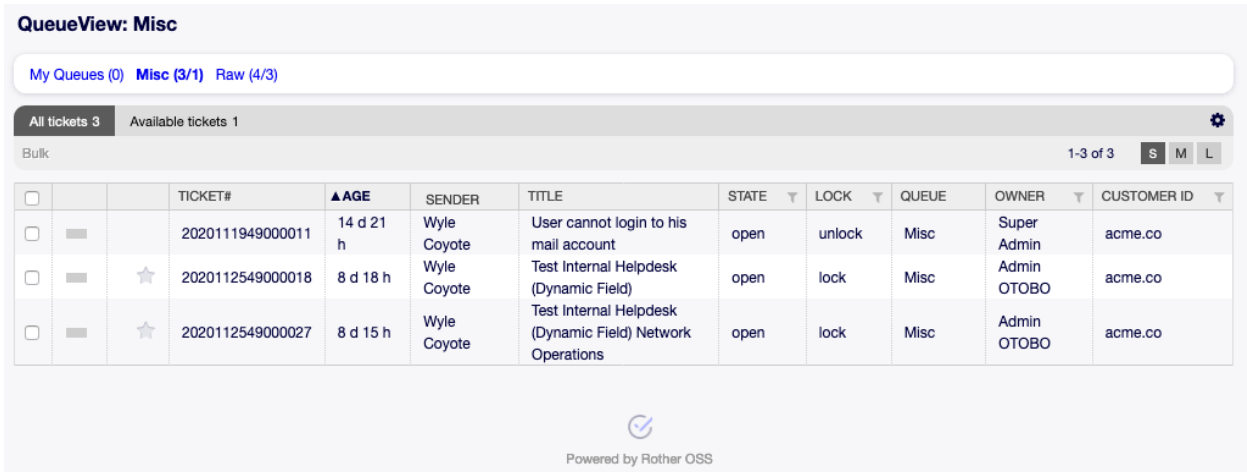 QueueView: Misc
My Queues (0) Misc (3/1) Raw (4/3)
All tickets 3 Available tickets 1
Bulk 1-3 of 3 S M L
TICKET# ▲AGE SENDER TITLE STATE LOCK QUEUE OWNER CUSTOMER ID
2020111949000011 14 d 21 h Wyle Coyote User cannot login to his mail account open unlock Misc Super Admin acme.co
2020112549000018 8 d 18 h Wyle Coyote Test Internal Helpdesk (Dynamic Field) open lock Misc Admin OTOBO acme.co
2020112549000027 8 d 15 h Wyle Coyote Test Internal Helpdesk (Dynamic Field) Network Operations open lock Misc Admin OTOBO acme.co
Powered by Rother OSS